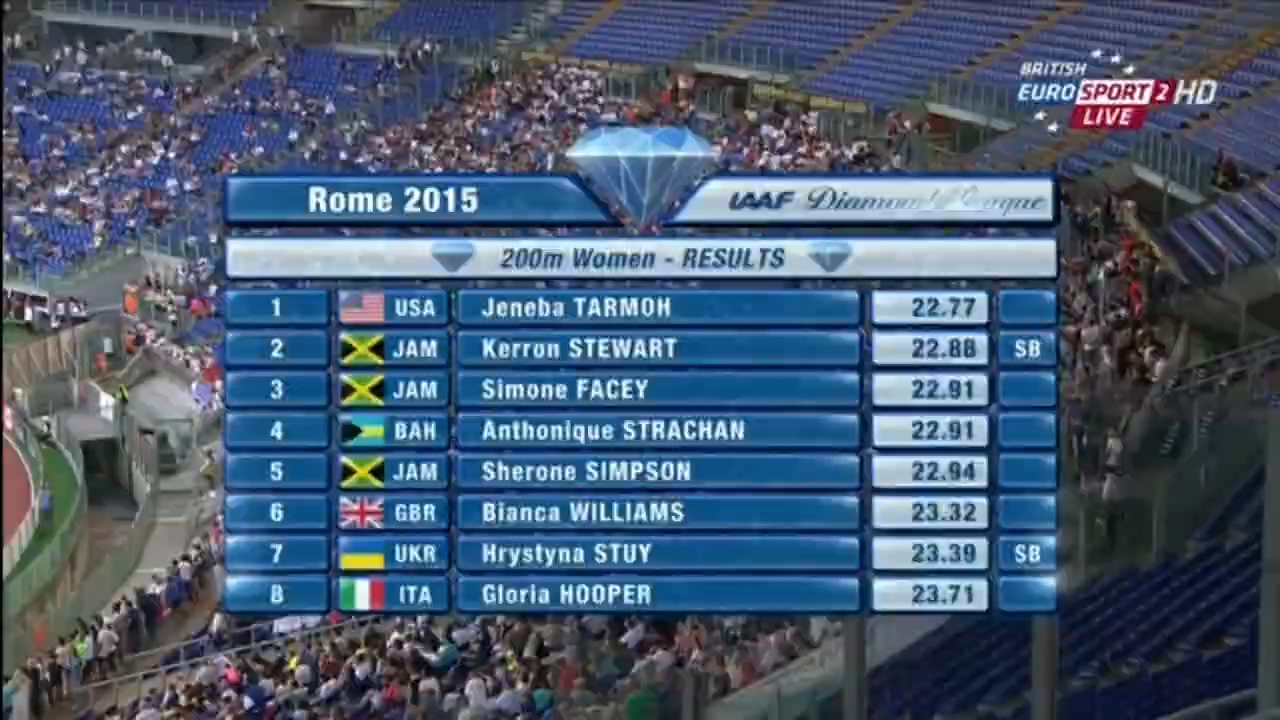 BRITISH
EUROSPORT 2 HD
LIVE
Rome 2015
IAAF Diamond League
200m Women - RESULTS
1 USA Jeneba TARMOH 22.77
2 JAM Kerron STEWART 22.88 SB
3 JAM Simone FACEY 22.91
4 BAH Anthonique STRACHAN 22.91
5 JAM Sherone SIMPSON 22.94
6 GBR Bianca WILLIAMS 23.32
7 UKR Hrystyna STUY 23.39 SB
8 ITA Gloria HOOPER 23.71